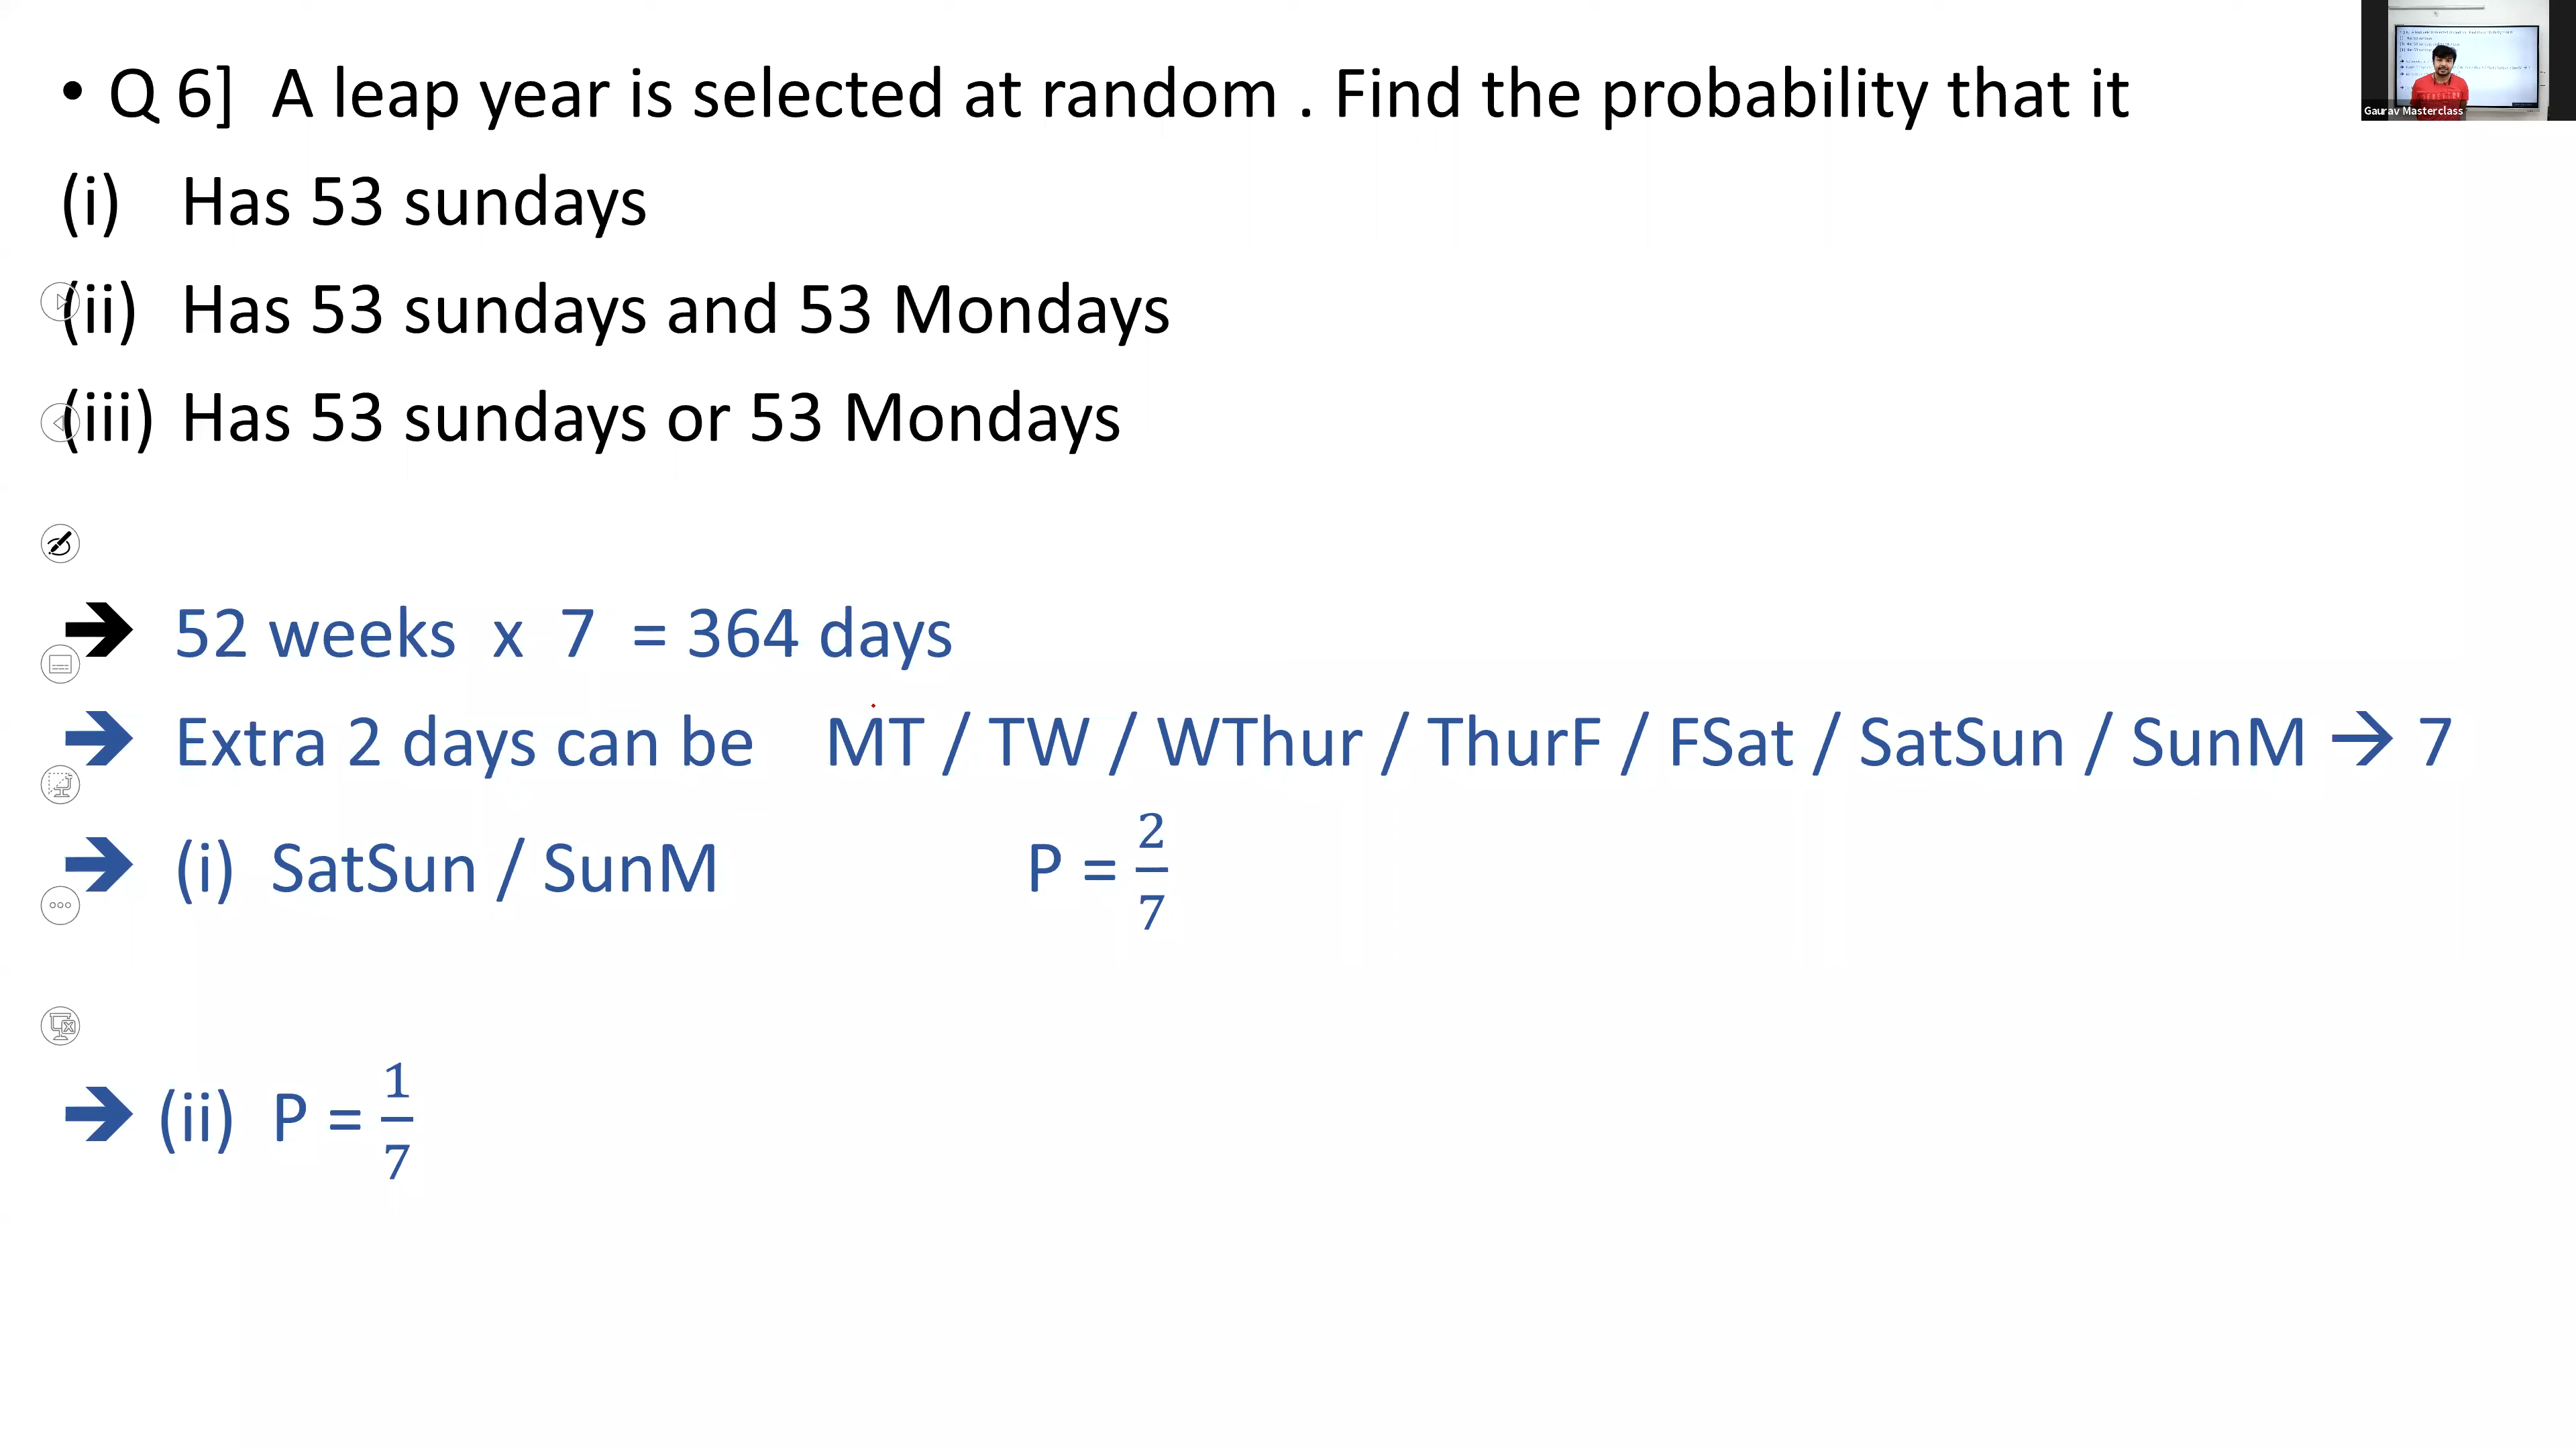 • Q 6] A leap year is selected at random . Find the probability that it
(i) Has 53 sundays
(ii) Has 53 sundays and 53 Mondays
(iii) Has 53 sundays or 53 Mondays
➔ 52 weeks x 7 = 364 days
➔ Extra 2 days can be MT / TW / WThur / ThurF / FSat / SatSun / SunM → 7
➔ (i) SatSun / SunM P = 2/7
➔ (ii) P = 1/7
Gaurav Masterclass